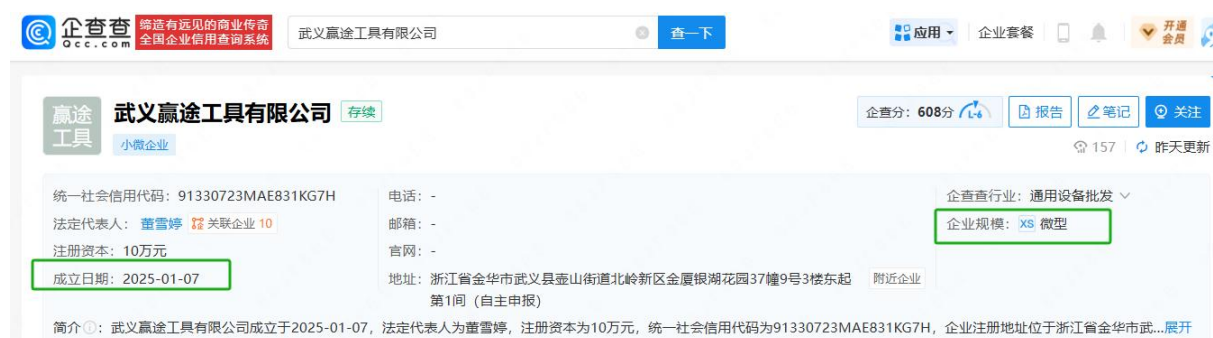 企查查
Qcc.com
缔造有远见的商业传奇
全国企业信用查询系统
武义赢途工具有限公司
查一下
应用
企业套餐
开通
会员
赢途
工具
武义赢途工具有限公司
存续
小微企业
企查分：608分
L-6
报告
笔记
关注
157
昨天更新
统一社会信用代码：91330723MAE831KG7H
电话：-
企查查行业：通用设备批发
法定代表人：董雪婷 关联企业 10
邮箱：-
企业规模：XS 微型
注册资本：10万元
官网：-
成立日期：2025-01-07
地址：浙江省金华市武义县壶山街道北岭新区金厦银湖花园37幢9号3楼东起
第1间（自主申报）
附近企业
简介：武义赢途工具有限公司成立于2025-01-07，法定代表人为董雪婷，注册资本为10万元，统一社会信用代码为91330723MAE831KG7H，企业注册地址位于浙江省金华市武...展开